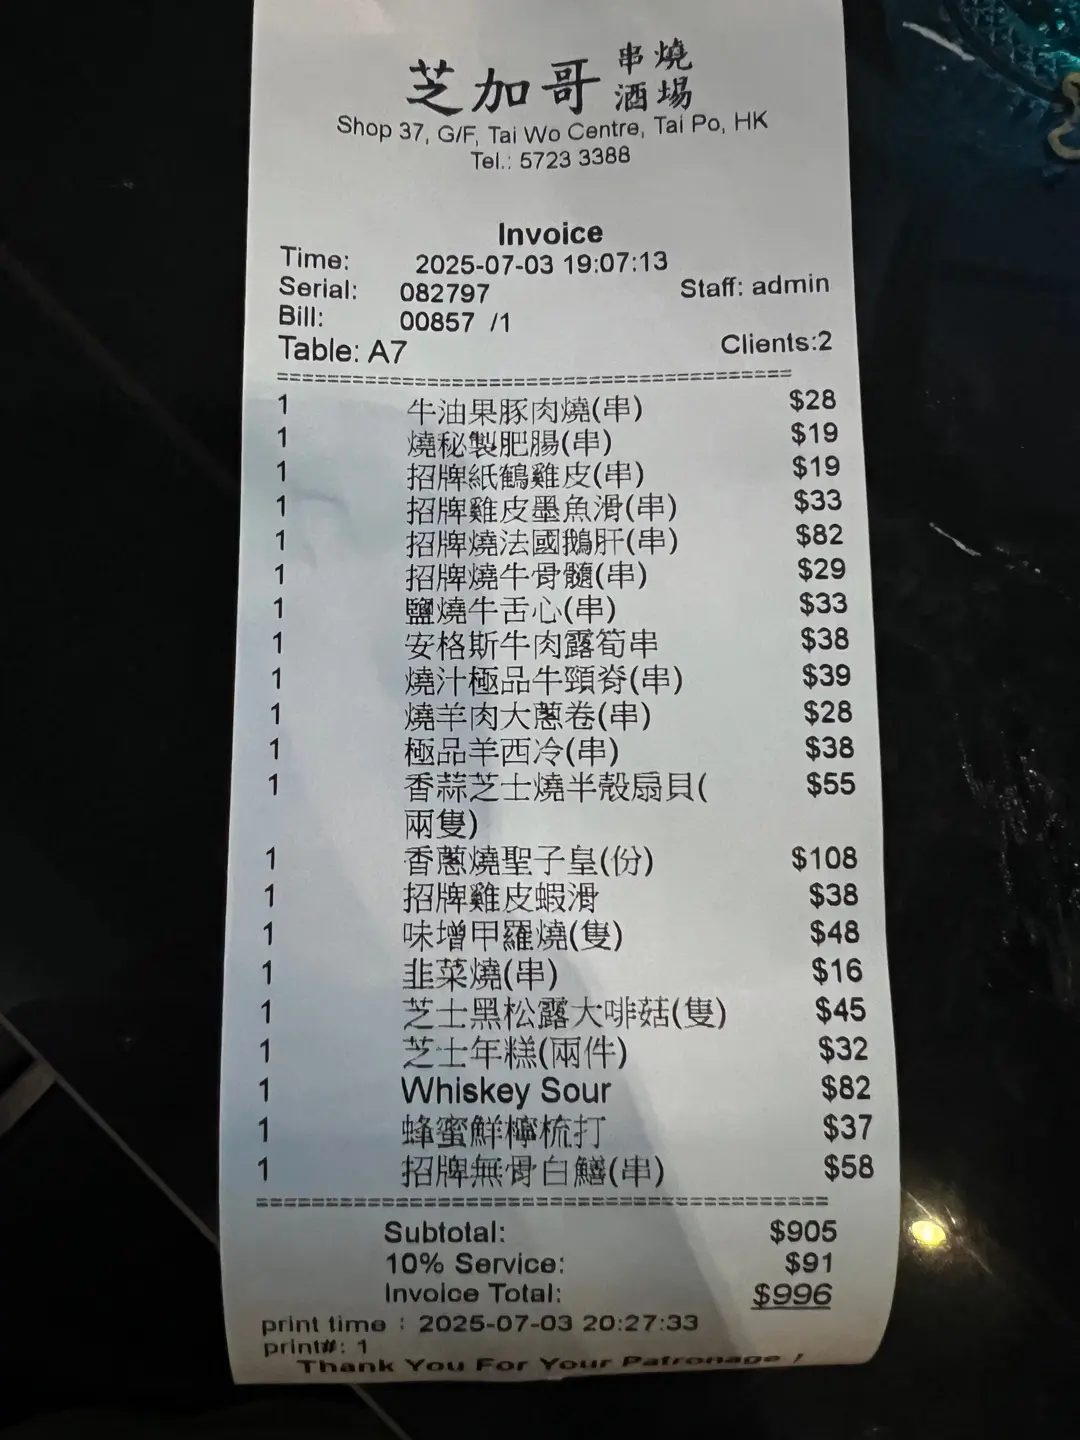 芝加哥 串燒酒場
Shop 37, G/F, Tai Wo Centre, Tai Po, HK
Tel.: 5723 3388
Invoice
Time: 2025-07-03 19:07:13
Serial: 082797 Staff: admin
Bill: 00857 /1
Table: A7 Clients:2
1 牛油果豚肉燒(串) $28
1 燒秘製肥腸(串) $19
1 招牌紙鶴雞皮(串) $19
1 招牌雞皮墨魚滑(串) $33
1 招牌燒法國鵝肝(串) $82
1 招牌燒牛骨髓(串) $29
1 鹽燒牛舌心(串) $33
1 安格斯牛肉露筍串 $38
1 燒汁極品牛頸脊(串) $39
1 燒羊肉大蔥卷(串) $28
1 極品羊西冷(串) $38
1 香蒜芝士燒半殼扇貝( $55
兩隻)
1 香蔥燒聖子皇(份) $108
1 招牌雞皮蝦滑 $38
1 味增甲羅燒(隻) $48
1 韭菜燒(串) $16
1 芝士黑松露大啡菇(隻) $45
1 芝士年糕(兩件) $32
1 Whiskey Sour $82
1 蜂蜜鮮檸梳打 $37
1 招牌無骨白鱔(串) $58
Subtotal: $905
10% Service: $91
Invoice Total: $996
print time : 2025-07-03 20:27:33
print#: 1
Thank You For Your Patronage !